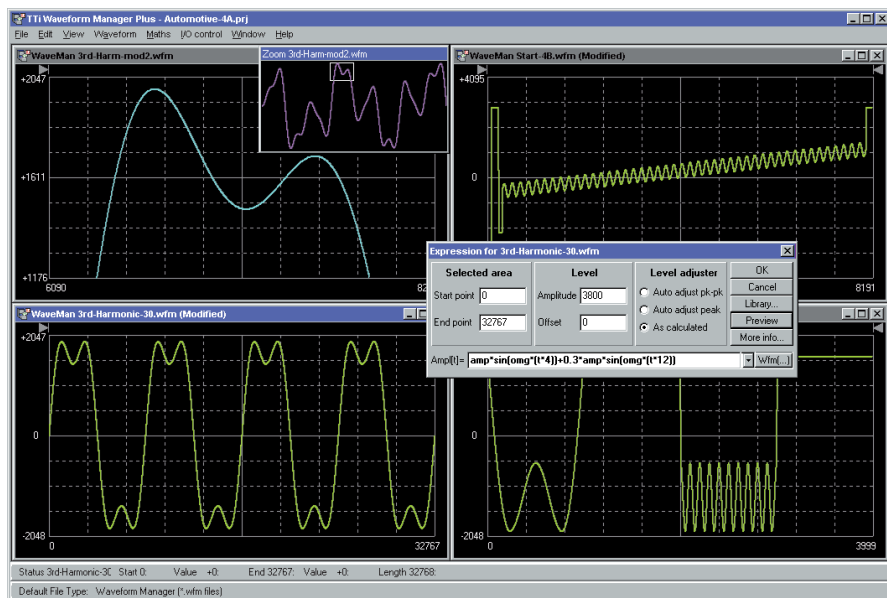 TTi Waveform Manager Plus - Automotive-4A.prj
File Edit View Waveform Maths I/O control Window Help
WaveMan 3rd-Harm-mod2.wfm
Zoom 3rd-Harm-mod2.wfm
+2047
+1611
+1176
6090
WaveMan Start-4B.wfm (Modified)
+4095
0
8191
Expression for 3rd-Harmonic-30.wfm
Selected area
Start point 0
End point 32767
Level
Amplitude 3800
Offset 0
Level adjuster
Auto adjust pk-pk
Auto adjust peak
As calculated
OK
Cancel
Library...
Preview
More info...
Ampl[t]= amp*sin(omg*(t*4))+0.3*amp*sin(omg*(t*12))
Wfm(...)
WaveMan 3rd-Harmonic-30.wfm (Modified)
+2047
0
-2048
0
32767
0
-2048
0
3999
Status 3rd-Harmonic-3 Start 0: Value +0: End 32767: Value +0: Length 32768:
Default File Type: Waveform Manager (*.wfm files)